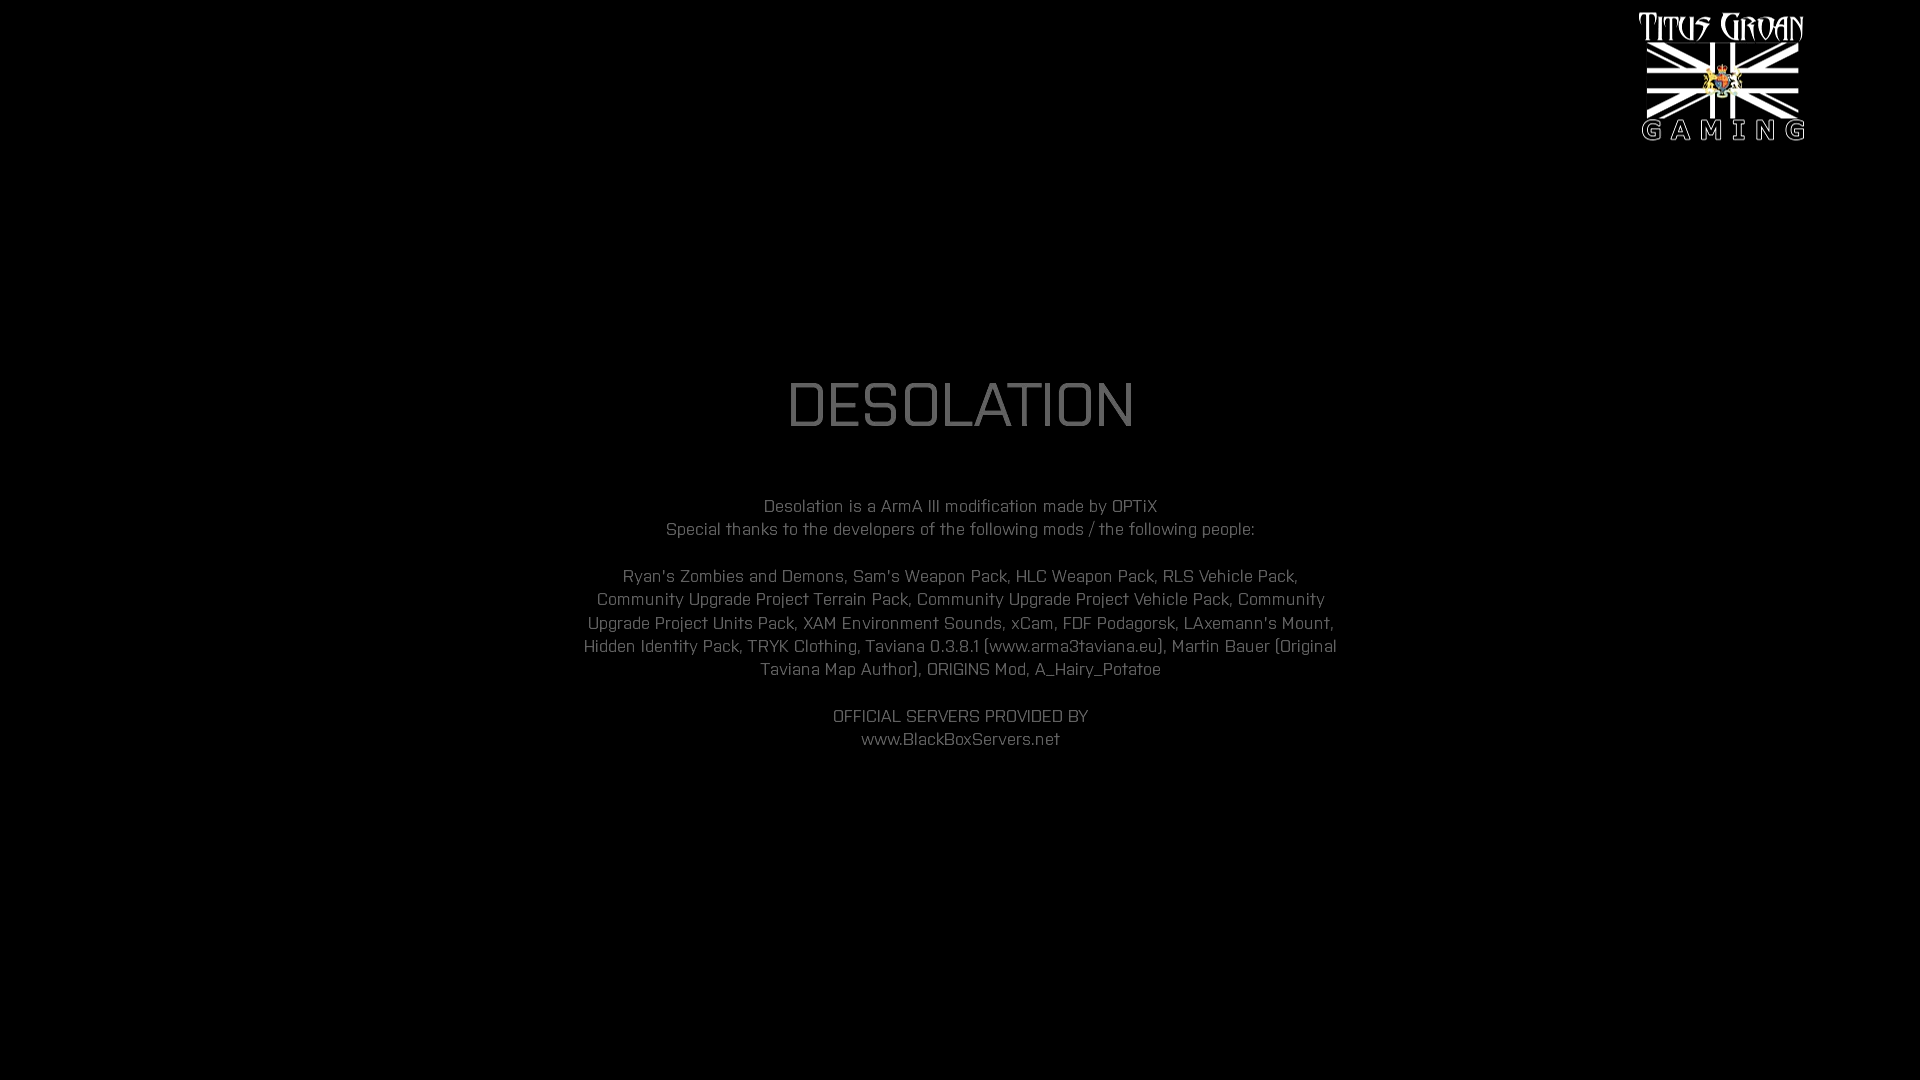 TITUS GROAN
GAMING
DESOLATION
Desolation is a ArmA III modification made by OPTiX
Special thanks to the developers of the following mods / the following people:
Ryan's Zombies and Demons, Sam's Weapon Pack, HLC Weapon Pack, RLS Vehicle Pack,
Community Upgrade Project Terrain Pack, Community Upgrade Project Vehicle Pack, Community
Upgrade Project Units Pack, XAM Environment Sounds, xCam, FDF Podagorsk, LAxemann's Mount,
Hidden Identity Pack, TRYK Clothing, Taviana 0.3.8.1 (www.arma3taviana.eu), Martin Bauer (Original
Taviana Map Author), ORIGINS Mod, A_Hairy_Potatoe
OFFICIAL SERVERS PROVIDED BY
www.BlackBoxServers.net